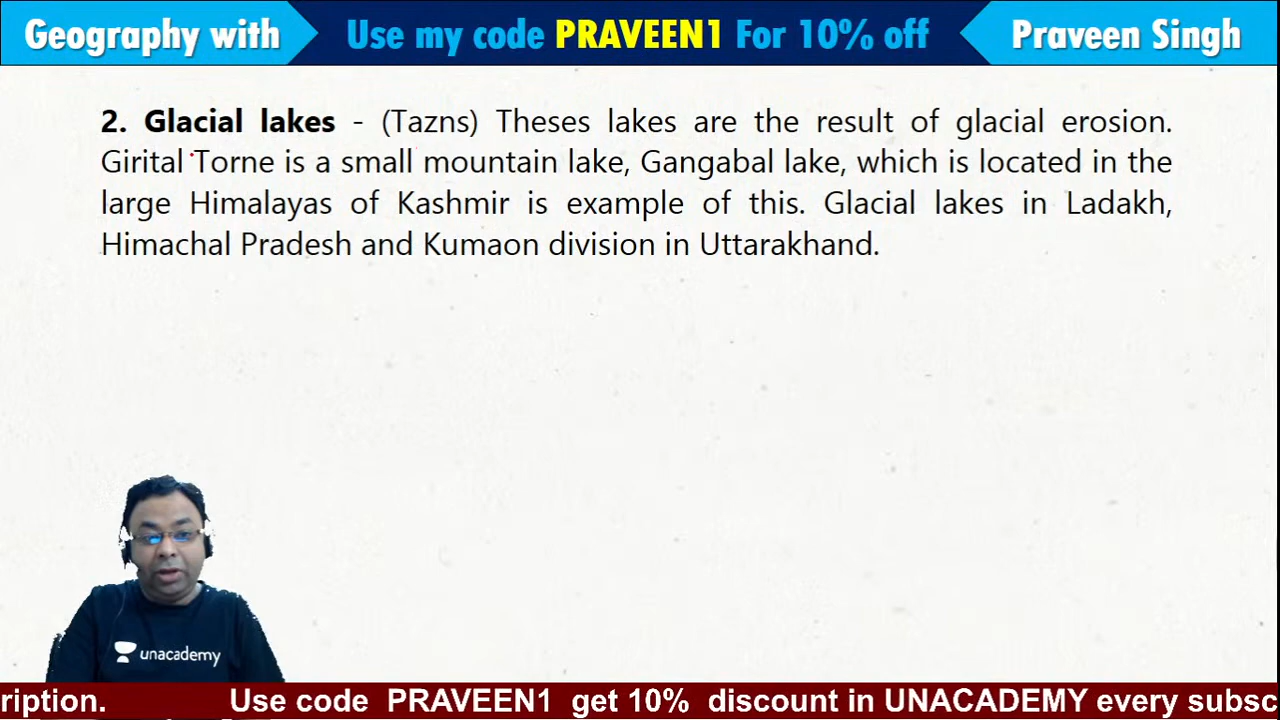 Geography with
Use my code PRAVEEN1 For 10% off
Praveen Singh
2. Glacial lakes - (Tazns) Theses lakes are the result of glacial erosion.
Girital Torne is a small mountain lake, Gangabal lake, which is located in the
large Himalayas of Kashmir is example of this. Glacial lakes in Ladakh,
Himachal Pradesh and Kumaon division in Uttarakhand.
unacademy
ription. Use code PRAVEEN1 get 10% discount in UNACADEMY every subsc